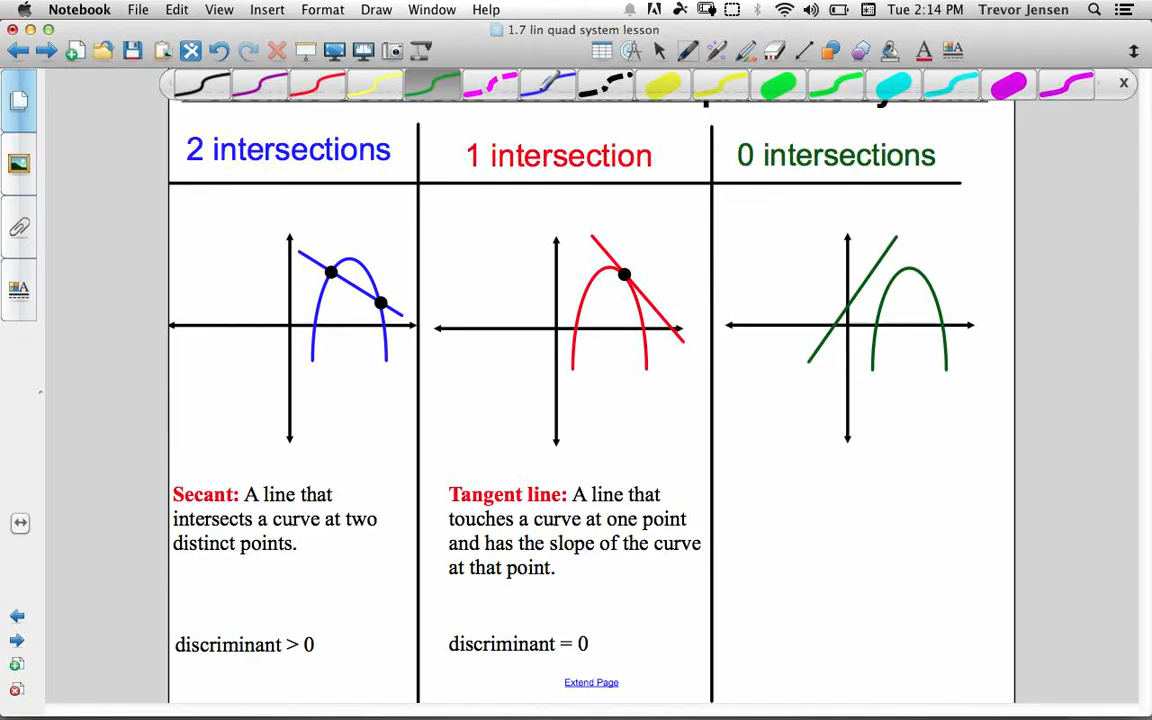 Notebook File Edit View Insert Format Draw Window Help Tue 2:14 PM Trevor Jensen
1.7 lin quad system lesson
2 intersections
1 intersection
0 intersections
Secant: A line that
intersects a curve at two
distinct points.
Tangent line: A line that
touches a curve at one point
and has the slope of the curve
at that point.
discriminant > 0
discriminant = 0
Extend Page